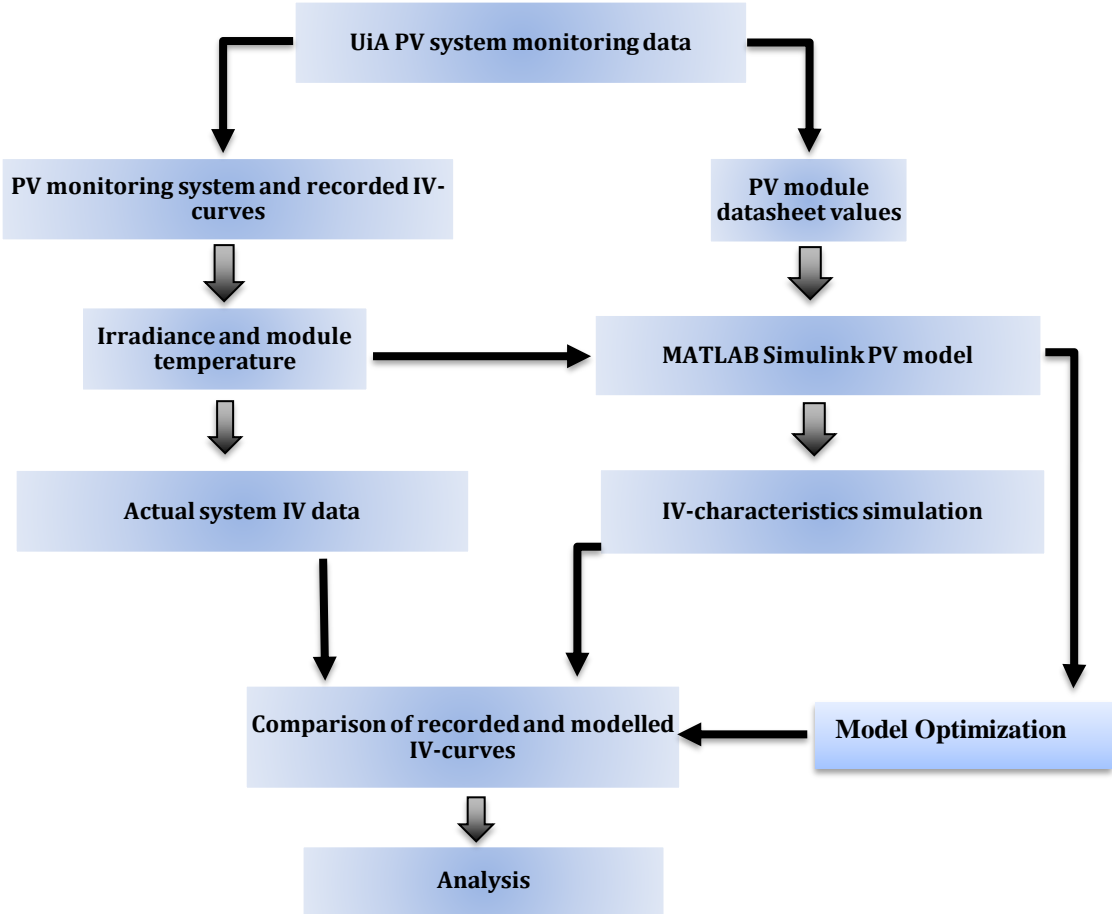 UiA PV system monitoring data
PV monitoring system and recorded IV-
curves
PV module
datasheet values
Irradiance and module
temperature
MATLAB Simulink PV model
Actual system IV data
IV-characteristics simulation
Comparison of recorded and modelled
IV-curves
Model Optimization
Analysis